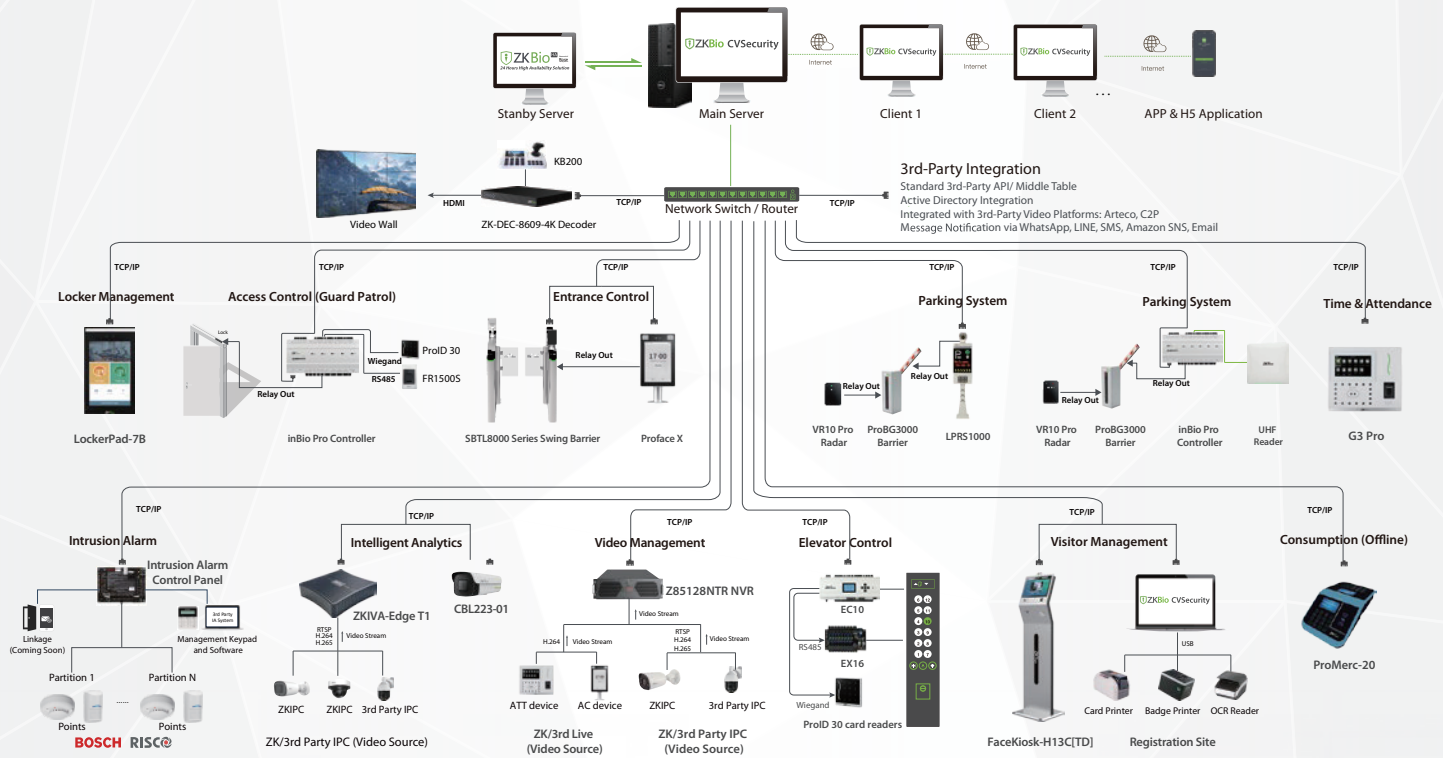 ZKBio
24 Hours High Availability Solution
Stanby Server
ZKBio CVSecurity
Main Server
Internet
ZKBio CVSecurity
Client 1
Internet
ZKBio CVSecurity
Client 2
...
Internet
APP & H5 Application
KB200
Video Wall
HDMI
ZK-DEC-8609-4K Decoder
TCP/IP
Network Switch / Router
TCP/IP
3rd-Party Integration
Standard 3rd-Party API/ Middle Table
Active Directory Integration
Integrated with 3rd-Party Video Platforms: Arteco, C2P
Message Notification via WhatsApp, LINE, SMS, Amazon SNS, Email
TCP/IP
Locker Management
LockerPad-7B
TCP/IP
Access Control (Guard Patrol)
Lock
Wiegand
ProID 30
RS485
FR1500S
Relay Out
inBio Pro Controller
TCP/IP
Entrance Control
Relay Out
17:00
SBTL8000 Series Swing Barrier
Proface X
TCP/IP
Parking System
Relay Out
Relay Out
VR10 Pro
Radar
ProBG3000
Barrier
LPRS1000
TCP/IP
Parking System
Relay Out
Relay Out
VR10 Pro
Radar
ProBG3000
Barrier
inBio Pro
Controller
UHF
Reader
TCP/IP
Time & Attendance
G3 Pro
TCP/IP
Intrusion Alarm
Intrusion Alarm
Control Panel
Linkage
(Coming Soon)
3rd Party
IA System
Management Keypad
and Software
Partition 1
Partition N
......
Points
Points
BOSCH RISCO
TCP/IP
Intelligent Analytics
ZKIVA-Edge T1
CBL223-01
RTSP
H.264
H.265
Video Stream
ZKIPC
ZKIPC
3rd Party IPC
ZK/3rd Party IPC (Video Source)
TCP/IP
Video Management
Z85128NTR NVR
Video Stream
H.264
Video Stream
RTSP
H.264
H.265
Video Stream
ATT device
AC device
ZKIPC
3rd Party IPC
ZK/3rd Live
(Video Source)
ZK/3rd Party IPC
(Video Source)
TCP/IP
Elevator Control
EC10
RS485
EX16
Wiegand
ProID 30 card readers
TCP/IP
Visitor Management
FaceKiosk-H13C[TD]
ZKBio CVSecurity
USB
Card Printer
Badge Printer
OCR Reader
Registration Site
TCP/IP
Consumption (Offline)
ProMerc-20